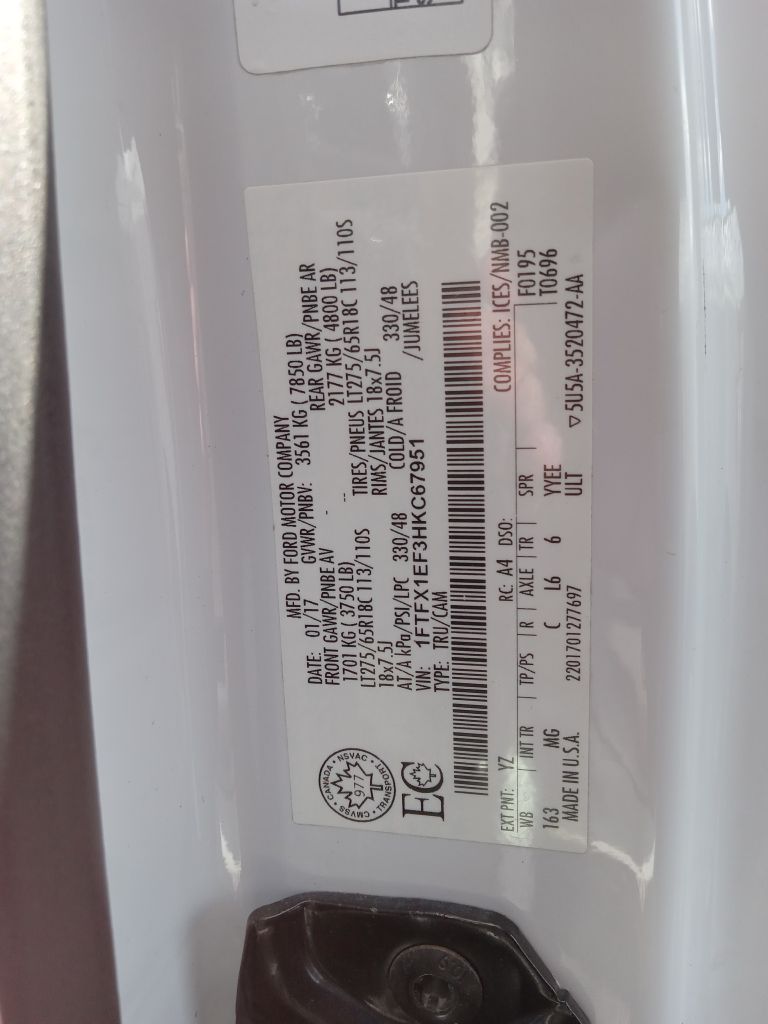 MFD. BY FORD MOTOR COMPANY
DATE: 01/17 GVWR/PNBV: 3561 KG ( 7850 LB)
FRONT GAWR/PNBE AV -- REAR GAWR/PNBE AR
1701 KG ( 3750 LB) -- 2177 KG ( 4800 LB)
LT275/65R18C 113/110S TIRES/PNEUS LT275/65R18C 113/110S
18x7.5J RIMS/JANTES 18x7.5J
AT/A kPa/PSI/LPC 330/48 COLD/A FROID 330/48
VIN: 1FTFX1EF3HKC67951 /JUMELEES
TYPE: TRU/CAM
CANADA · NSVAC · TRANSPORT · CMVSS
977
EC
COMPLIES: ICES/NMB-002
EXT PNT: YZ RC: A4 DSO: F0195
WB | INT TR | TP/PS | R | AXLE | TR | SPR | T0696
163 MG C L6 6 YYEE
MADE IN U.S.A. 2201701277697 ULT
▽5U5A-3520472-AA